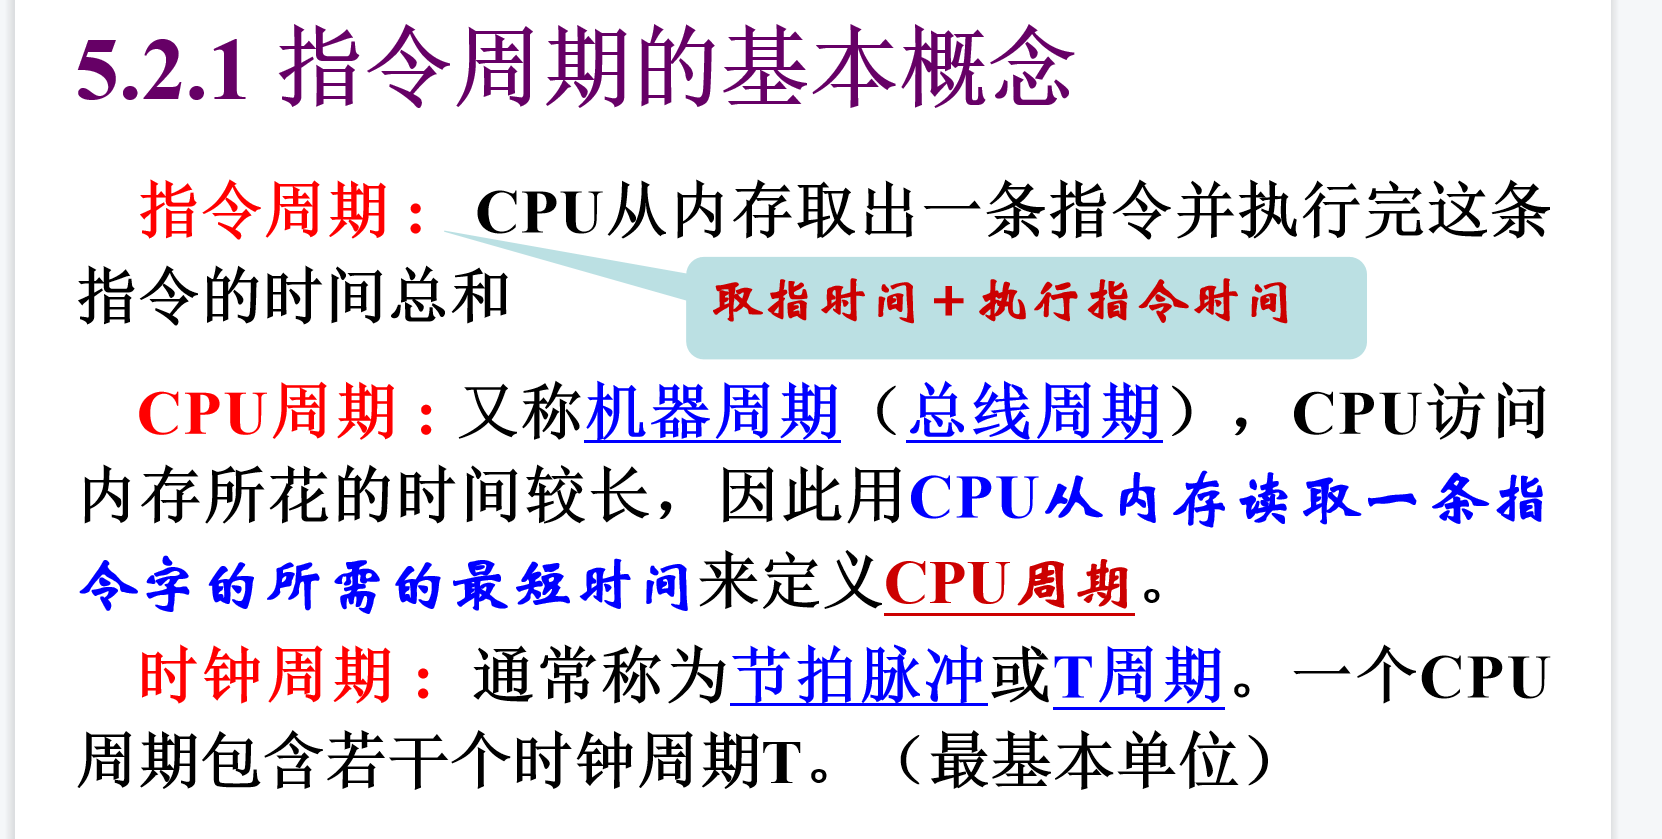 5.2.1 指令周期的基本概念
指令周期： CPU从内存取出一条指令并执行完这条
指令的时间总和
取指时间＋执行指令时间
CPU周期：又称机器周期（总线周期），CPU访问
内存所花的时间较长，因此用CPU从内存读取一条指
令字的所需的最短时间来定义CPU周期。
时钟周期：通常称为节拍脉冲或T周期。一个CPU
周期包含若干个时钟周期T。（最基本单位）